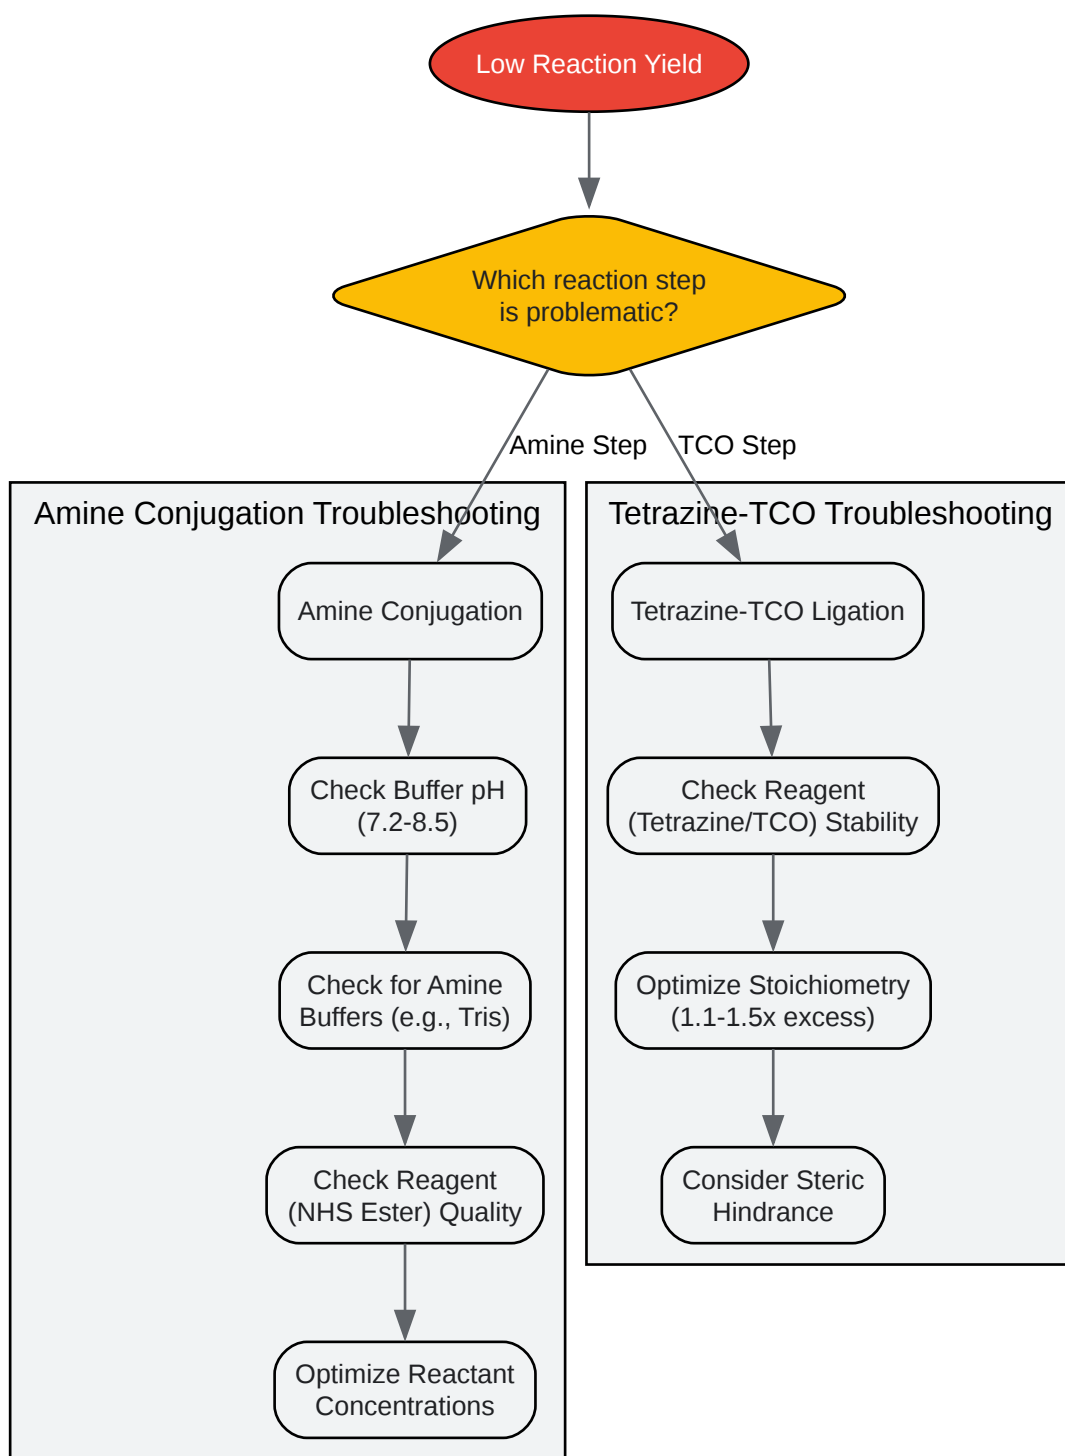 Low Reaction Yield
Which reaction step
is problematic?
Amine Step
TCO Step
Amine Conjugation Troubleshooting
Amine Conjugation
Check Buffer pH
(7.2-8.5)
Check for Amine
Buffers (e.g., Tris)
Check Reagent
(NHS Ester) Quality
Optimize Reactant
Concentrations
Tetrazine-TCO Troubleshooting
Tetrazine-TCO Ligation
Check Reagent
(Tetrazine/TCO) Stability
Optimize Stoichiometry
(1.1-1.5x excess)
Consider Steric
Hindrance